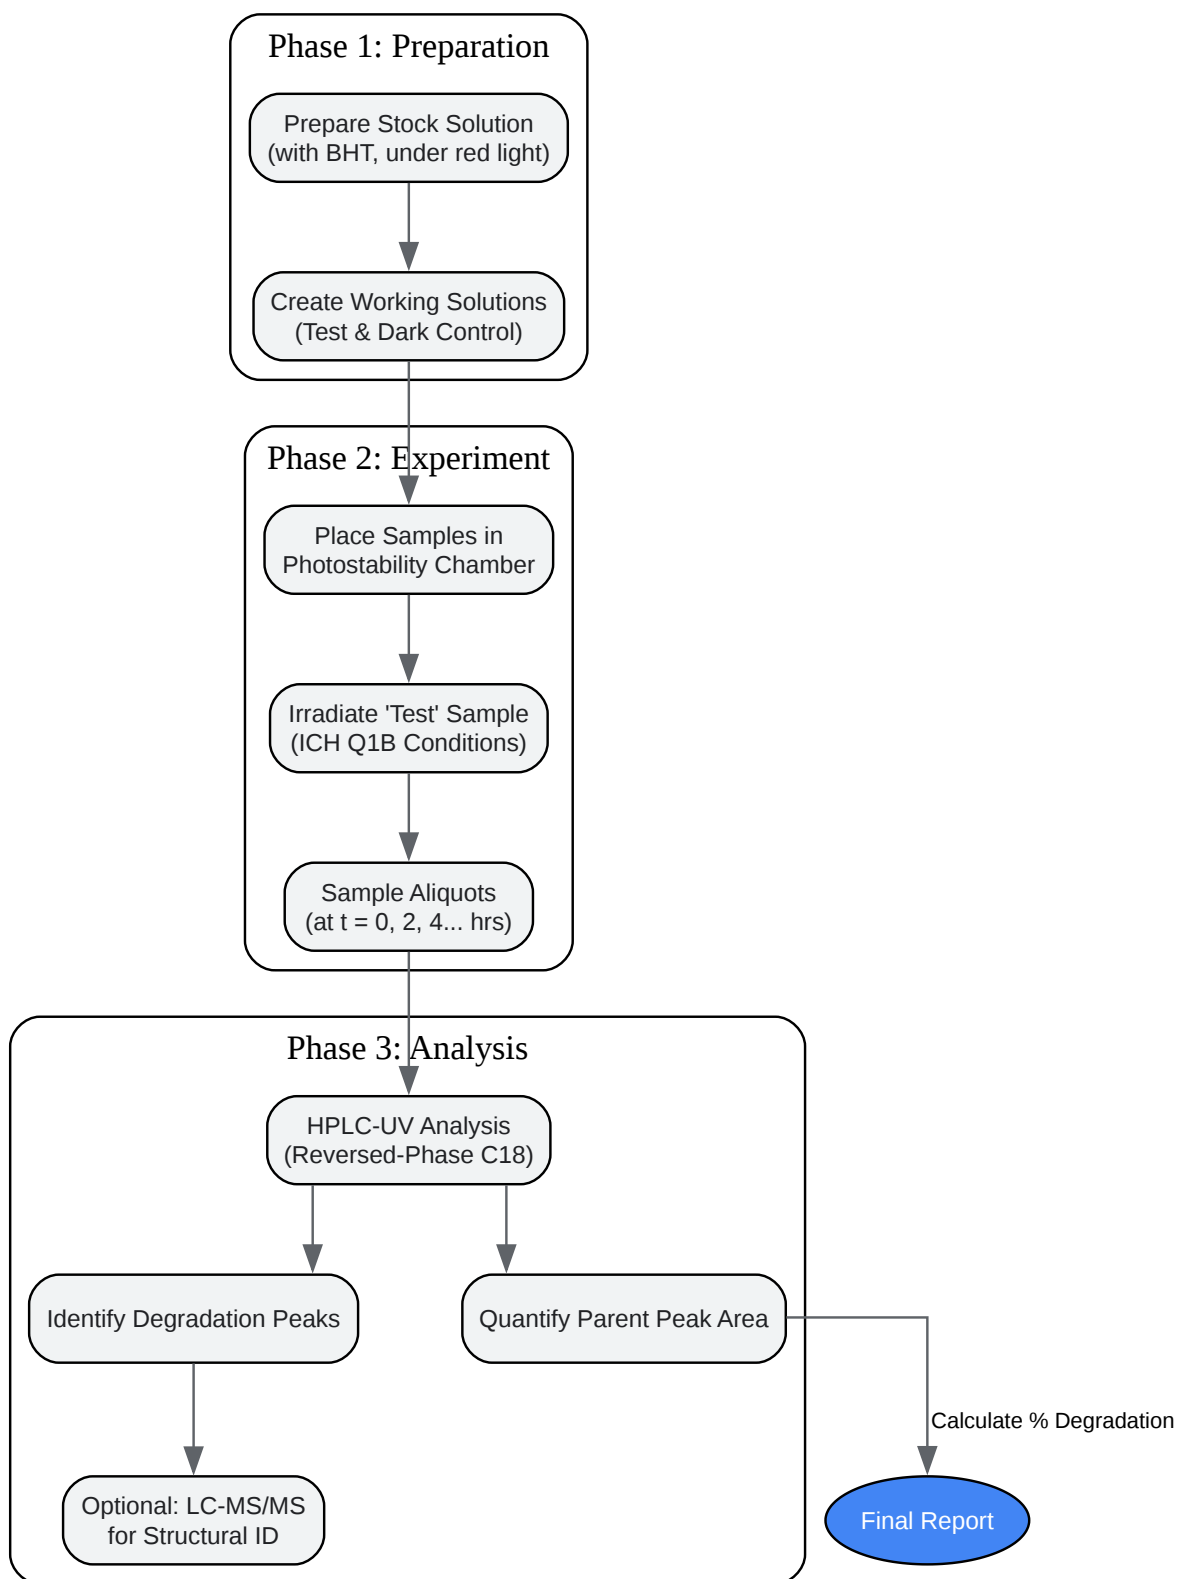 Phase 1: Preparation
Prepare Stock Solution
(with BHT, under red light)
Create Working Solutions
(Test & Dark Control)
Phase 2: Experiment
Place Samples in
Photostability Chamber
Irradiate 'Test' Sample
(ICH Q1B Conditions)
Sample Aliquots
(at t = 0, 2, 4... hrs)
Phase 3: Analysis
HPLC-UV Analysis
(Reversed-Phase C18)
Identify Degradation Peaks
Quantify Parent Peak Area
Calculate % Degradation
Optional: LC-MS/MS
for Structural ID
Final Report